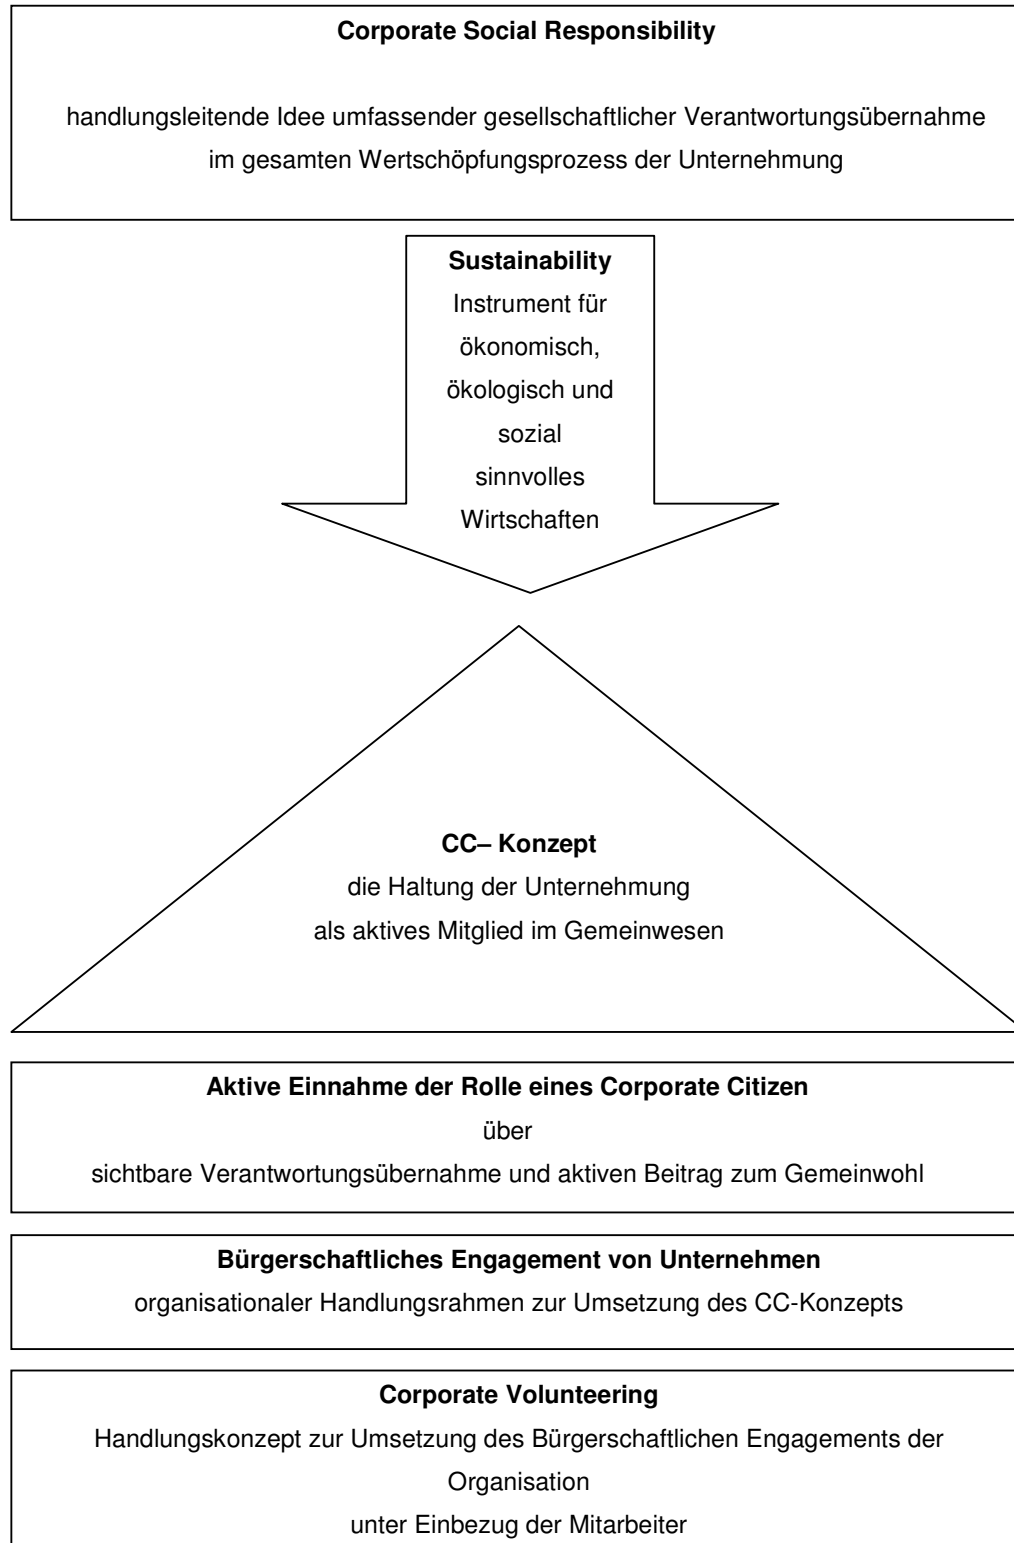 Corporate Social Responsibility
handlungsleitende Idee umfassender gesellschaftlicher Verantwortungsübernahme
im gesamten Wertschöpfungsprozess der Unternehmung
Sustainability
Instrument für
ökonomisch,
ökologisch und
sozial
sinnvolles
Wirtschaften
CC– Konzept
die Haltung der Unternehmung
als aktives Mitglied im Gemeinwesen
Aktive Einnahme der Rolle eines Corporate Citizen
über
sichtbare Verantwortungsübernahme und aktiven Beitrag zum Gemeinwohl
Bürgerschaftliches Engagement von Unternehmen
organisationaler Handlungsrahmen zur Umsetzung des CC-Konzepts
Corporate Volunteering
Handlungskonzept zur Umsetzung des Bürgerschaftlichen Engagements der
Organisation
unter Einbezug der Mitarbeiter